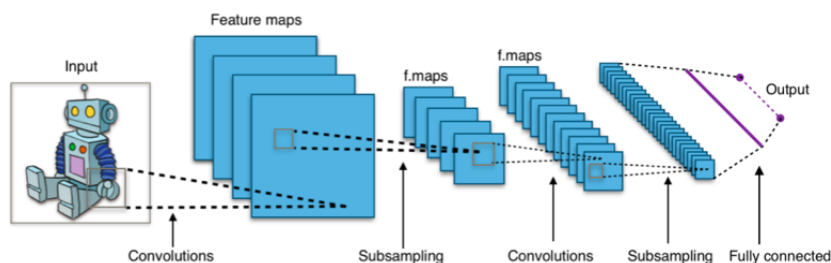 Feature maps
Input
f.maps
f.maps
Output
Convolutions
Subsampling
Convolutions
Subsampling
Fully connected